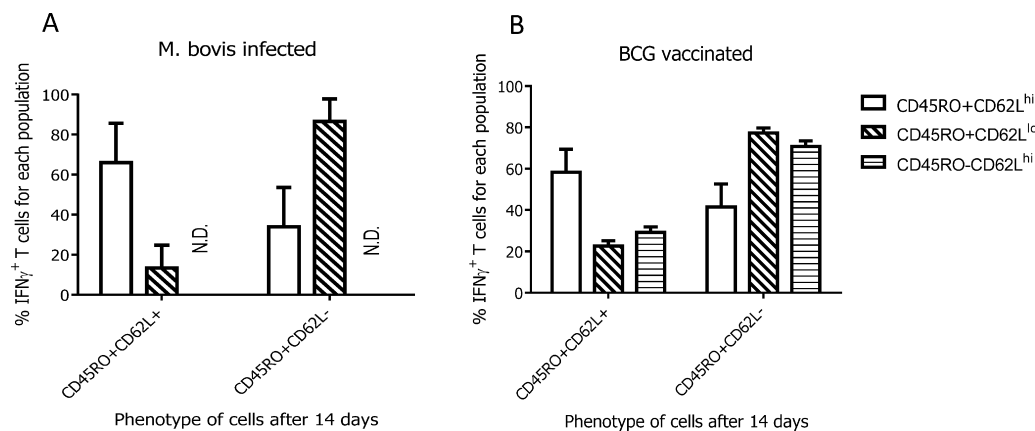 A
M. bovis infected
% IFNγ+ T cells for each population
100
80
60
40
20
0
N.D.
N.D.
CD45RO+CD62L+
CD45RO+CD62L-
Phenotype of cells after 14 days
B
BCG vaccinated
% IFNγ+ T cells for each population
100
80
60
40
20
0
CD45RO+CD62L+
CD45RO+CD62L-
Phenotype of cells after 14 days
CD45RO+CD62Lhi
CD45RO+CD62Llo
CD45RO-CD62Lhi